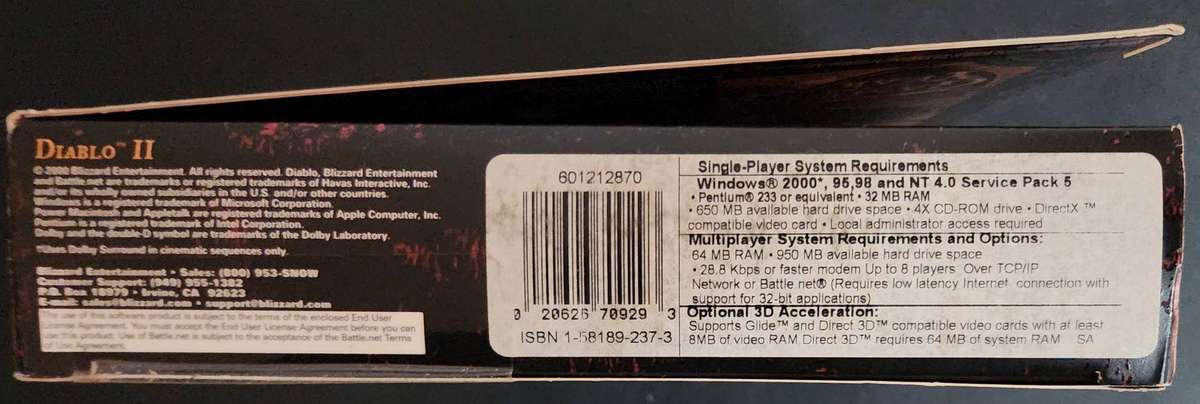 DIABLO™ II
© 2000 Blizzard Entertainment. All rights reserved. Diablo, Blizzard Entertainment
are trademarks or registered trademarks of Havas Interactive, Inc.
and/or its subsidiaries in the U.S. and/or other countries.
Windows is a registered trademark of Microsoft Corporation.
Power Macintosh and Appletalk are registered trademarks of Apple Computer, Inc.
Pentium is a registered trademark of Intel Corporation.
Dolby and the double-D symbol are trademarks of the Dolby Laboratory.
Dolby Surround in cinematic sequences only.
Blizzard Entertainment • Sales: (800) 953-SNOW
Customer Support: (949) 955-1382
P.O. Box 18979 • Irvine, CA 92623
E-mail: sales@blizzard.com • support@blizzard.com
The use of this software product is subject to the terms of the enclosed End User
License Agreement. You must accept the End User License Agreement before you can
use this product. Use of Battle.net is subject to the acceptance of the Battle.net Terms
of Use Agreement.
601212870
0 20626 70929 3
ISBN 1-58189-237-3
Single-Player System Requirements
Windows® 2000*, 95,98 and NT 4.0 Service Pack 5
• Pentium® 233 or equivalent • 32 MB RAM
• 650 MB available hard drive space • 4X CD-ROM drive • DirectX ™
compatible video card • Local administrator access required
Multiplayer System Requirements and Options:
64 MB RAM • 950 MB available hard drive space
• 28.8 Kbps or faster modem Up to 8 players Over TCP/IP
Network or Battle net® (Requires low latency Internet connection with
support for 32-bit applications)
Optional 3D Acceleration:
Supports Glide™ and Direct 3D™ compatible video cards with at least
8MB of video RAM Direct 3D™ requires 64 MB of system RAM SA